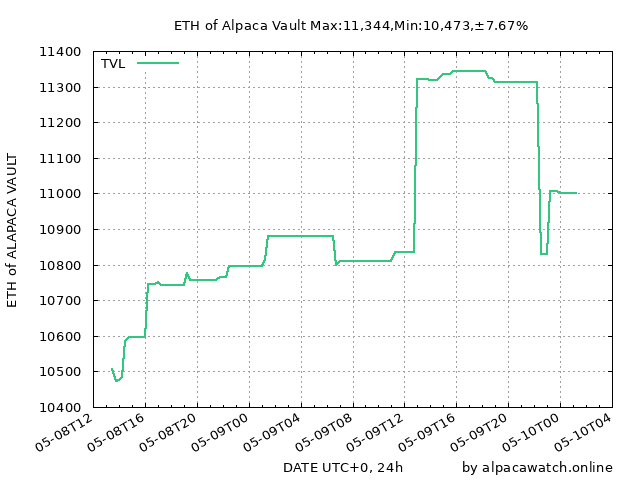 ETH of Alpaca Vault Max:11,344,Min:10,473,±7.67%
TVL
11400
11300
11200
11100
11000
10900
10800
10700
10600
10500
10400
ETH of ALAPACA VAULT
05-08T12
05-08T16
05-08T20
05-09T00
05-09T04
05-09T08
05-09T12
05-09T16
05-09T20
05-10T00
05-10T04
DATE UTC+0, 24h
by alpacawatch.online